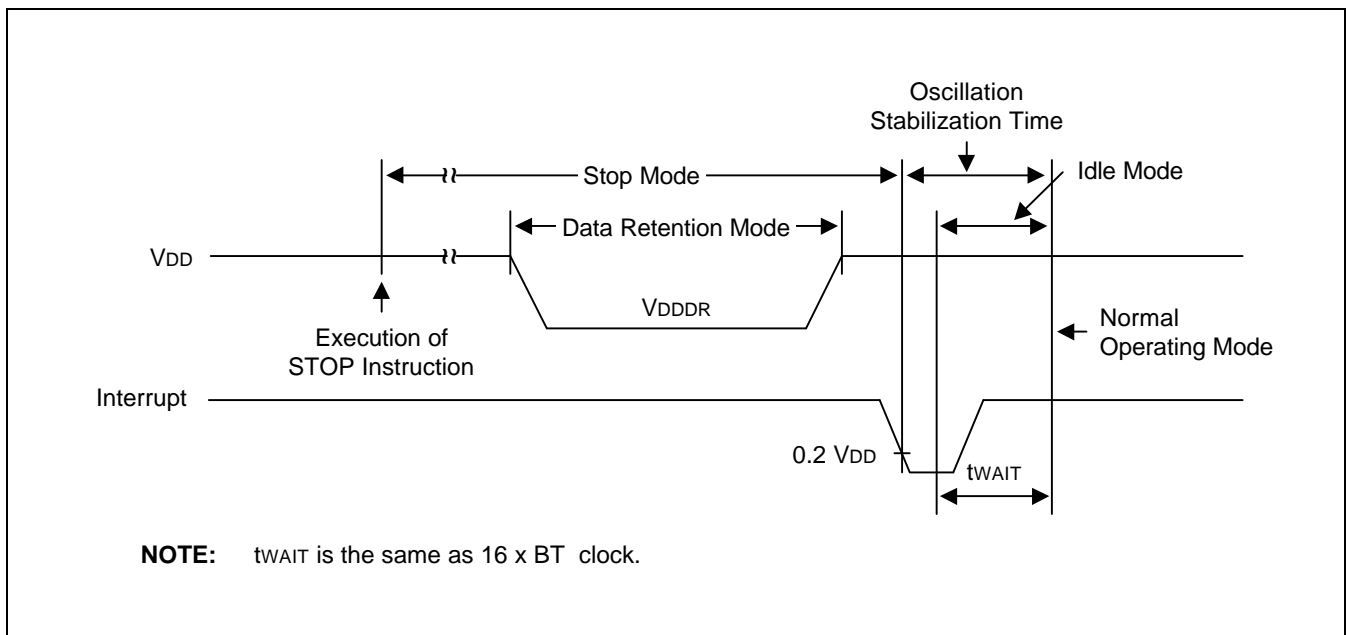 Oscillation
Stabilization Time
Idle Mode
Stop Mode
Data Retention Mode
VDD
VDDDR
Execution of
STOP Instruction
Normal
Operating Mode
Interrupt
0.2 VDD
tWAIT
NOTE: tWAIT is the same as 16 x BT clock.